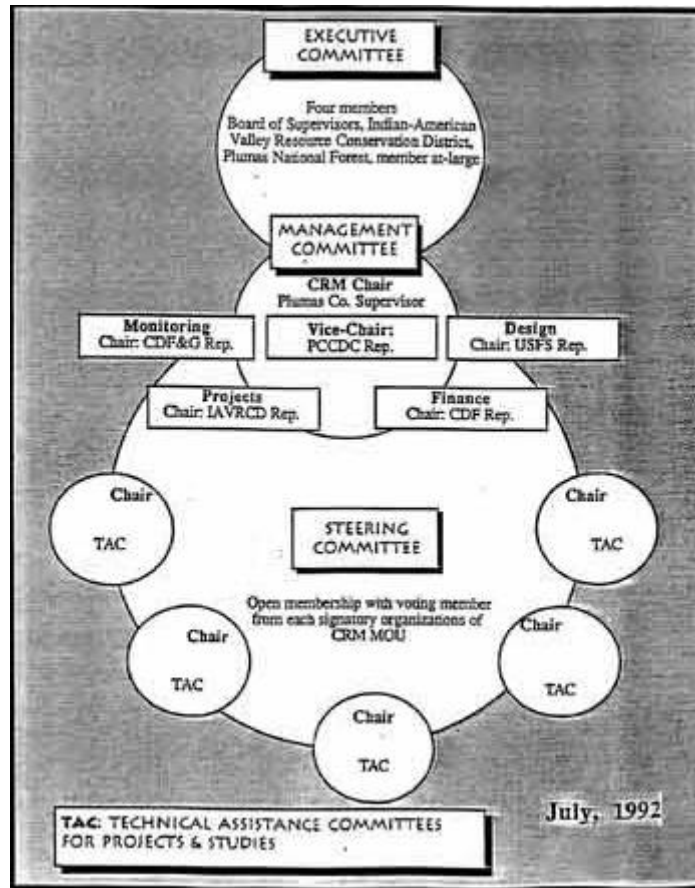 EXECUTIVE
COMMITTEE
Four members
Board of Supervisors, Indian-American
Valley Resource Conservation District,
Plumas National Forest, member at-large
MANAGEMENT
COMMITTEE
CRM Chair
Plumas Co. Supervisor
Monitoring
Chair: CDF&G Rep.
Vice-Chair:
PCCDC Rep.
Design
Chair: USFS Rep.
Projects
Chair: IAVRCD Rep.
Finance
Chair: CDF Rep.
Chair
TAC
Chair
TAC
STEERING
COMMITTEE
Open membership with voting member
from each signatory organizations of
CRM MOU
Chair
TAC
Chair
TAC
Chair
TAC
July, 1992
TAC: TECHNICAL ASSISTANCE COMMITTEES
FOR PROJECTS & STUDIES